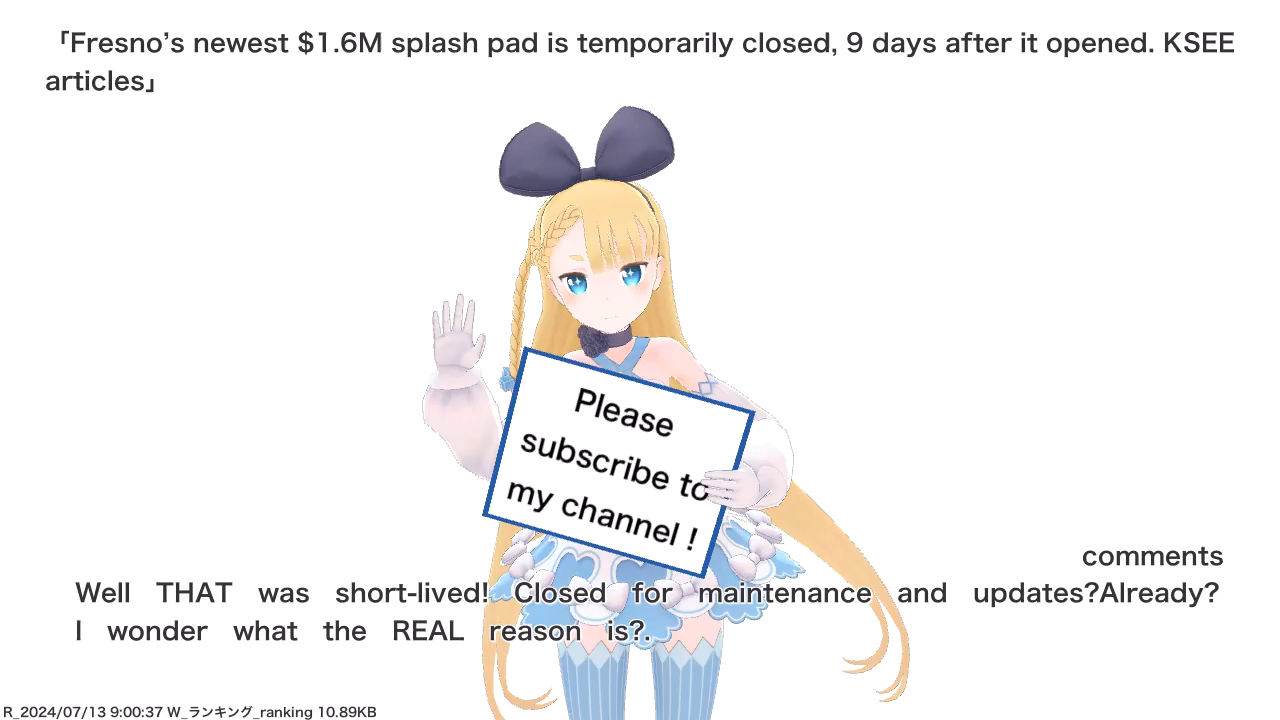 「Fresno’s newest $1.6M splash pad is temporarily closed, 9 days after it opened. KSEE
articles」
Please
subscribe to
my channel !
comments
Well THAT was short-lived! Closed for maintenance and updates?Already?
I wonder what the REAL reason is?.
R_2024/07/13 9:00:37 W_ランキング_ranking 10.89KB